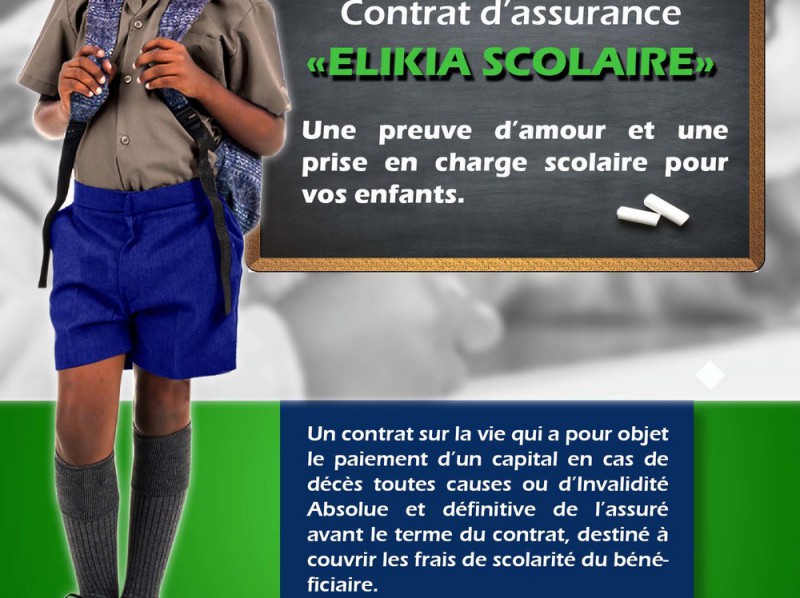 Contrat d'assurance
«ELIKIA SCOLAIRE»
Une preuve d'amour et une
prise en charge scolaire pour
vos enfants.
Un contrat sur la vie qui a pour objet
le paiement d'un capital en cas de
décès toutes causes ou d'Invalidité
Absolue et définitive de l'assuré
avant le terme du contrat, destiné à
couvrir les frais de scolarité du béné-
ficiaire.